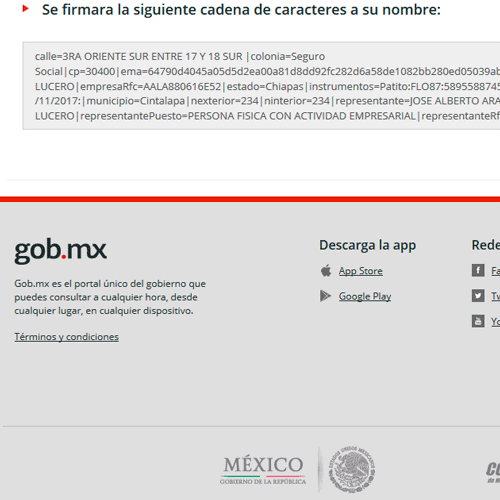 Se firmara la siguiente cadena de caracteres a su nombre:
calle=3RA ORIENTE SUR ENTRE 17 Y 18 SUR |colonia=Seguro
Social|cp=30400|ema=64790d4045a05d5d2ea00a81d8dd92fc282d6a58de1082bb280ed05039ab
LUCERO|empresaRfc=AALA880616E52|estado=Chiapas|instrumentos=Patito:FLO87:5895588745
/11/2017:|municipio=Cintalapa|nexterior=234|ninterior=234|representante=JOSE ALBERTO ARA
LUCERO|representantePuesto=PERSONA FISICA CON ACTIVIDAD EMPRESARIAL|representanteRf
gob.mx
Gob.mx es el portal único del gobierno que
puedes consultar a cualquier hora, desde
cualquier lugar, en cualquier dispositivo.
Términos y condiciones
Descarga la app
App Store
Google Play
Rede
Fa
Tw
Yo
MÉXICO
GOBIERNO DE LA REPÚBLICA